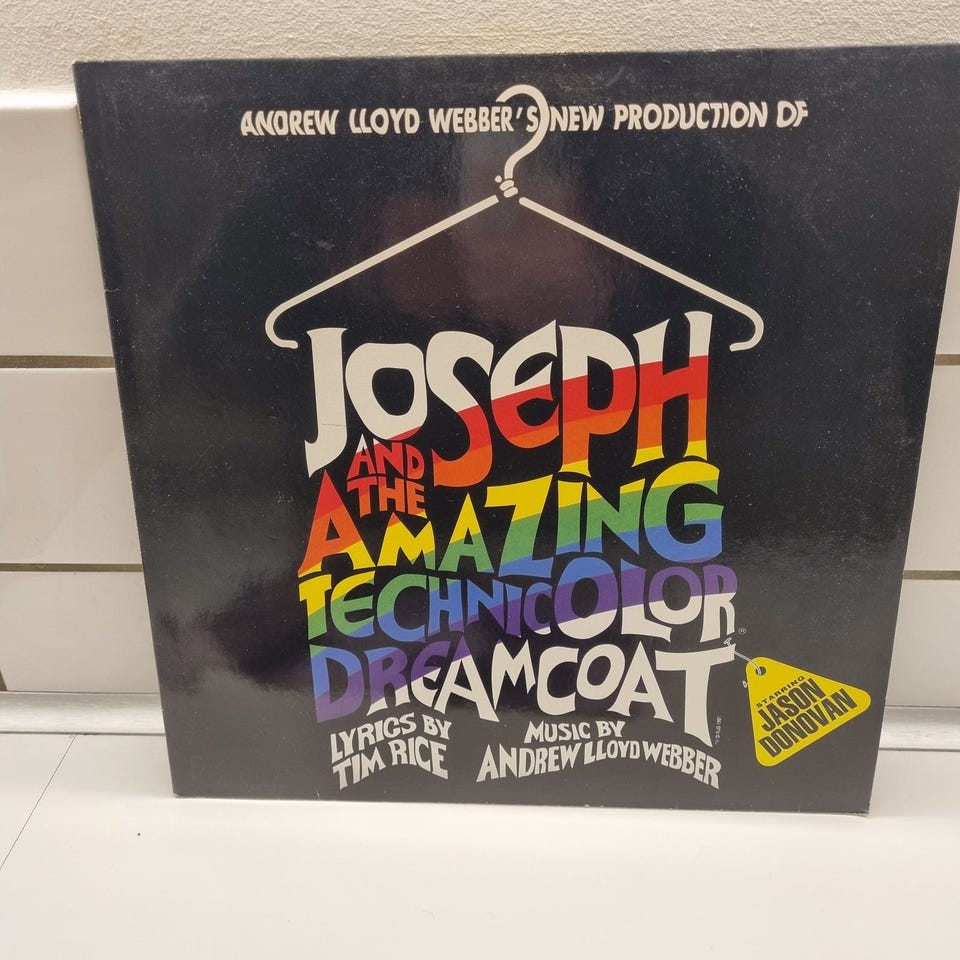 ANDREW LLOYD WEBBER'S NEW PRODUCTION OF
JOSEPH
AND
THE
AMAZING
TECHNICOLOR
DREAMCOAT
LYRICS BY
TIM RICE
MUSIC BY
ANDREW LLOYD WEBBER
STARRING
JASON
DONOVAN